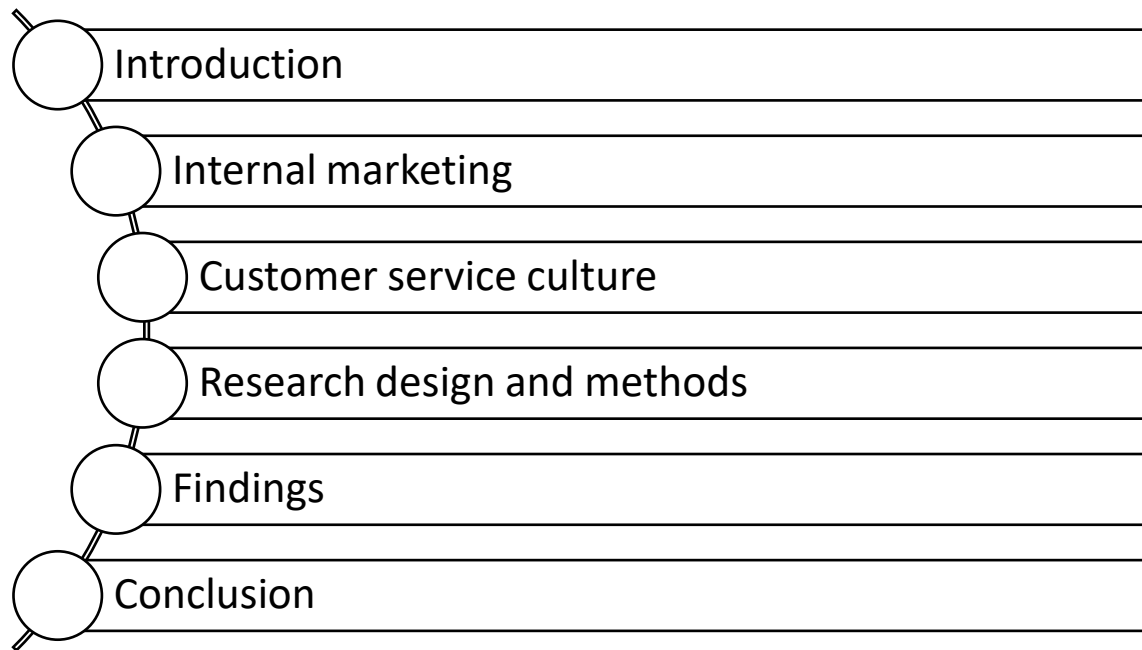 Introduction
Internal marketing
Customer service culture
Research design and methods
Findings
Conclusion